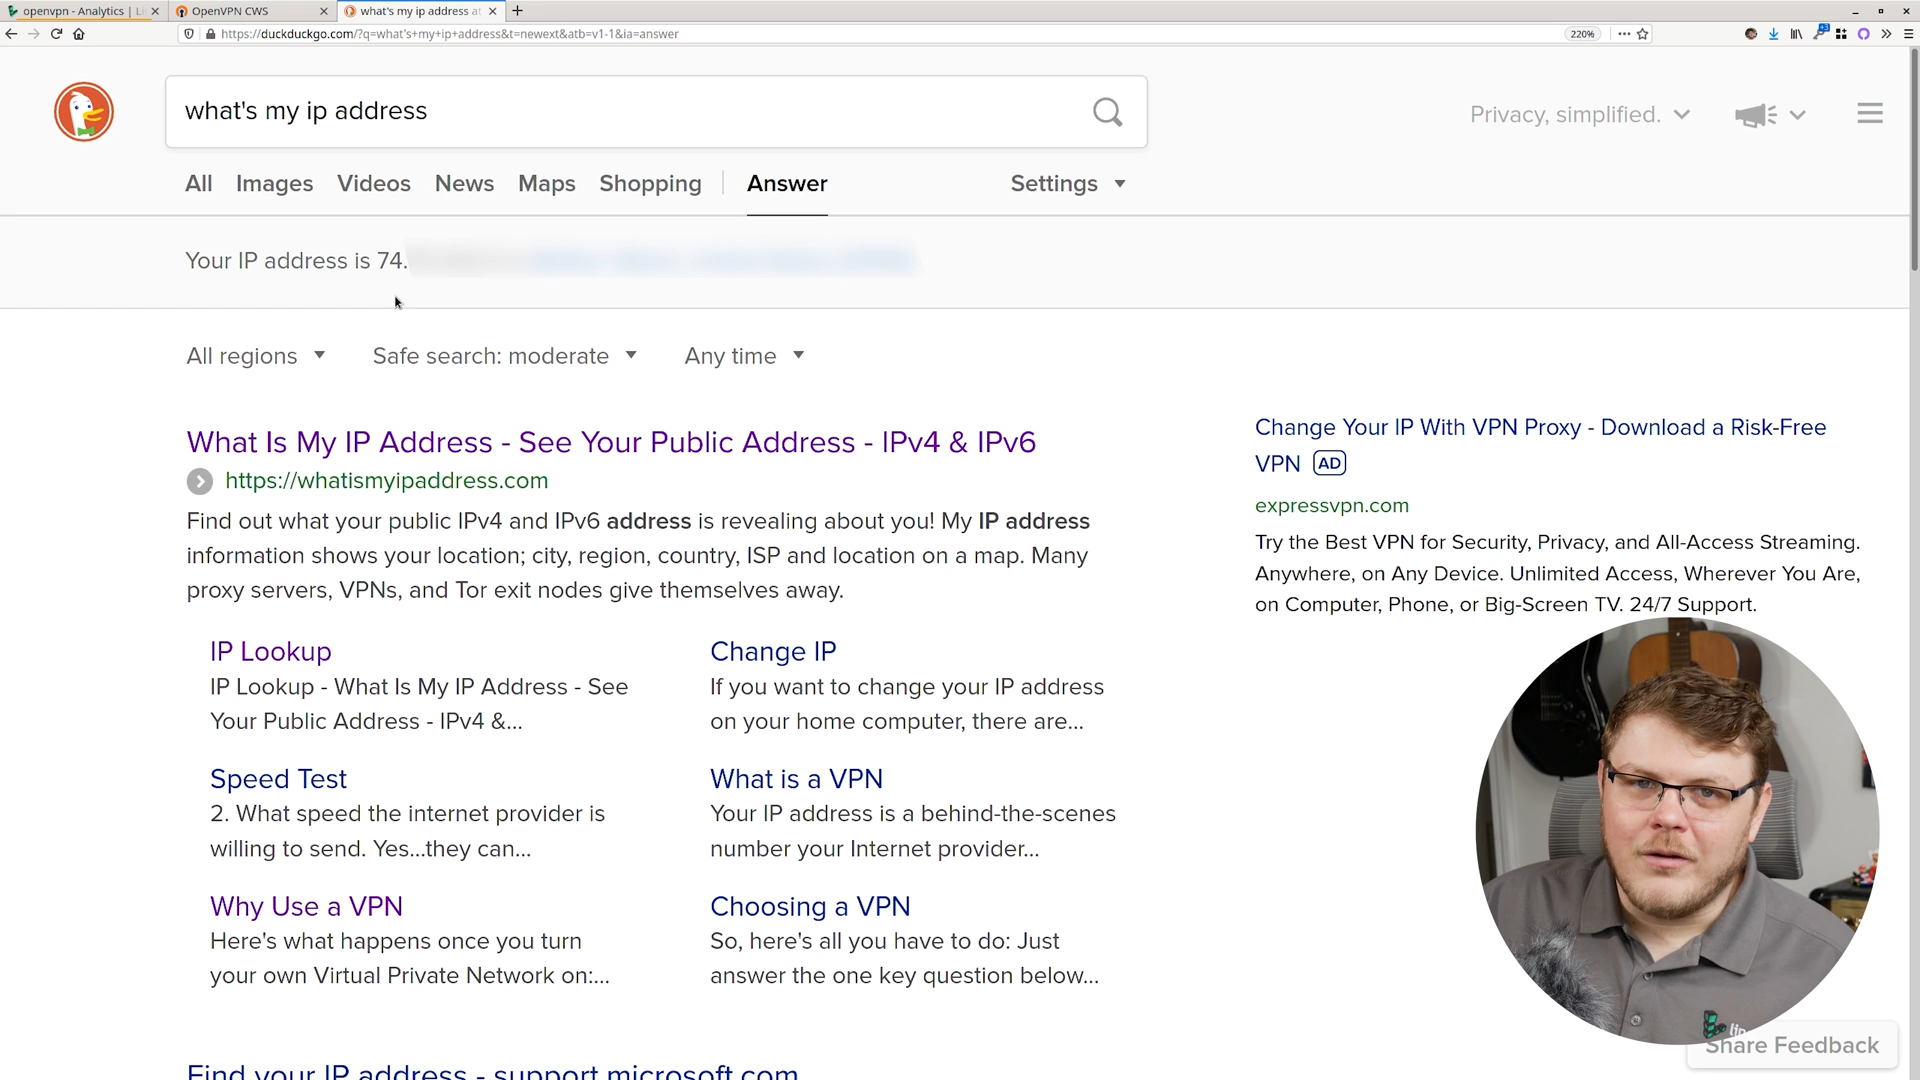 openvpn - Analytics | Li
OpenVPN CWS
what's my ip address at
https://duckduckgo.com/?q=what's+my+ip+address&t=newext&atb=v1-1&ia=answer
220%
what's my ip address
Privacy, simplified.
All
Images
Videos
News
Maps
Shopping
Answer
Settings
Your IP address is 74.
All regions
Safe search: moderate
Any time
What Is My IP Address - See Your Public Address - IPv4 & IPv6
https://whatismyipaddress.com
Find out what your public IPv4 and IPv6 address is revealing about you! My IP address
information shows your location; city, region, country, ISP and location on a map. Many
proxy servers, VPNs, and Tor exit nodes give themselves away.
IP Lookup
IP Lookup - What Is My IP Address - See
Your Public Address - IPv4 &...
Change IP
If you want to change your IP address
on your home computer, there are...
Speed Test
2. What speed the internet provider is
willing to send. Yes...they can...
What is a VPN
Your IP address is a behind-the-scenes
number your Internet provider...
Why Use a VPN
Here's what happens once you turn
your own Virtual Private Network on:...
Choosing a VPN
So, here's all you have to do: Just
answer the one key question below...
Find your IP address - support.microsoft.com
Change Your IP With VPN Proxy - Download a Risk-Free
VPN AD
expressvpn.com
Try the Best VPN for Security, Privacy, and All-Access Streaming.
Anywhere, on Any Device. Unlimited Access, Wherever You Are,
on Computer, Phone, or Big-Screen TV. 24/7 Support.
Share Feedback